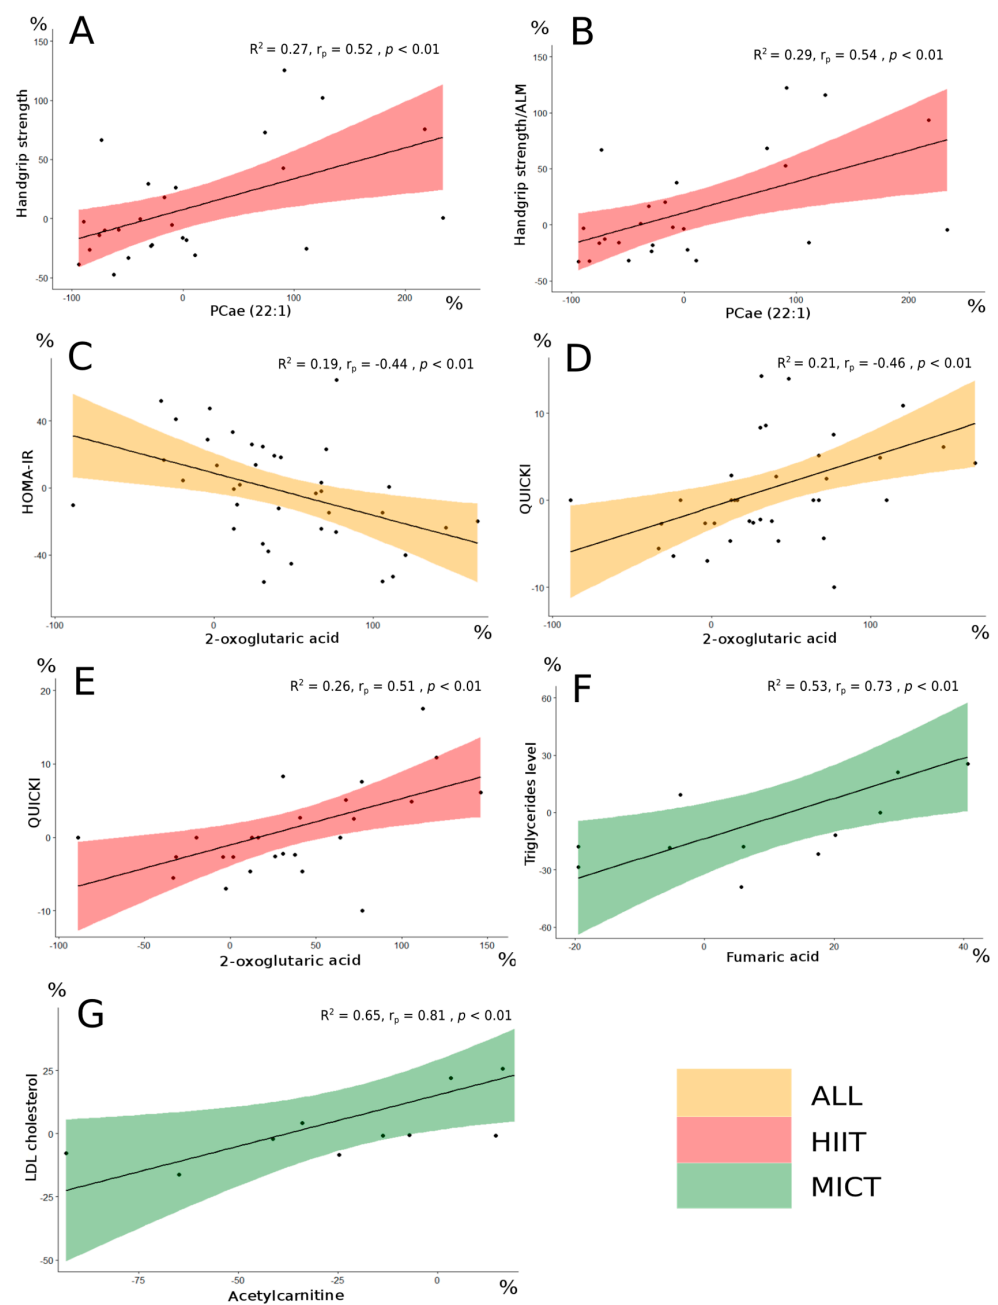 A
%
R² = 0.27, rp = 0.52 , p < 0.01
Handgrip strength
150
100
50
0
-50
-100
0
100
200
%
PCae (22:1)
B
%
R² = 0.29, rp = 0.54 , p < 0.01
Handgrip strength/ALM
150
100
50
0
-50
-100
0
100
200
%
PCae (22:1)
C
%
R² = 0.19, rp = -0.44 , p < 0.01
HOMA-IR
40
0
-40
-100
0
100
2-oxoglutaric acid
%
D
%
R² = 0.21, rp = -0.46 , p < 0.01
QUICKI
10
0
-10
-100
0
100
2-oxoglutaric acid
%
E
%
R² = 0.26, rp = 0.51 , p < 0.01
QUICKI
20
10
0
-10
-100
-50
0
50
100
150
2-oxoglutaric acid
%
F
%
R² = 0.53, rp = 0.73 , p < 0.01
Triglycerides level
60
30
0
-30
-60
-20
0
20
40
Fumaric acid
%
G
%
R² = 0.65, rp = 0.81 , p < 0.01
LDL cholesterol
25
0
-25
-50
-75
-50
-25
0
Acetylcarnitine
%
ALL
HIIT
MICT